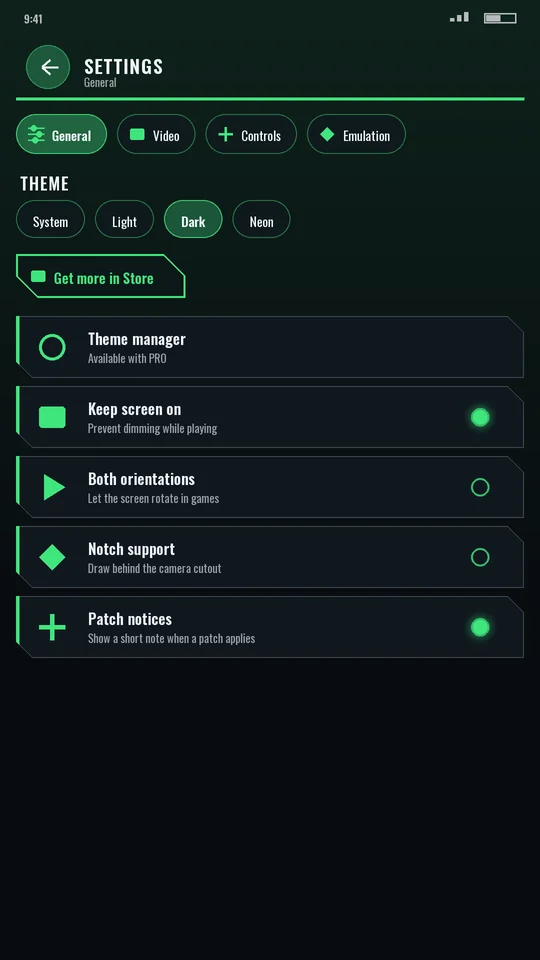 9:41
SETTINGS
General
General
Video
Controls
Emulation
THEME
System
Light
Dark
Neon
Get more in Store
Theme manager
Available with PRO
Keep screen on
Prevent dimming while playing
Both orientations
Let the screen rotate in games
Notch support
Draw behind the camera cutout
Patch notices
Show a short note when a patch applies